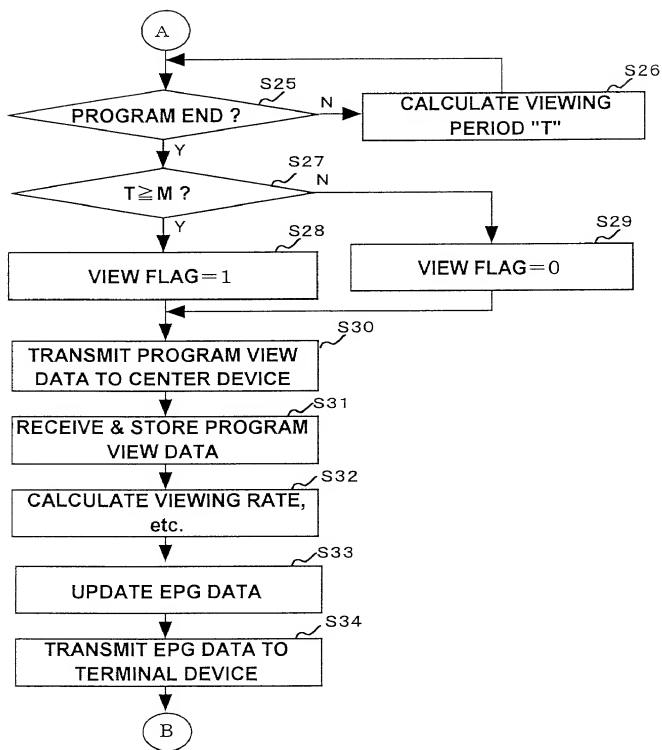 A
S25
PROGRAM END ?
N
S26
CALCULATE VIEWING
PERIOD "T"
Y
S27
T≧M ?
N
Y
S28
VIEW FLAG=1
S29
VIEW FLAG=0
S30
TRANSMIT PROGRAM VIEW
DATA TO CENTER DEVICE
S31
RECEIVE & STORE PROGRAM
VIEW DATA
S32
CALCULATE VIEWING RATE,
etc.
S33
UPDATE EPG DATA
S34
TRANSMIT EPG DATA TO
TERMINAL DEVICE
B